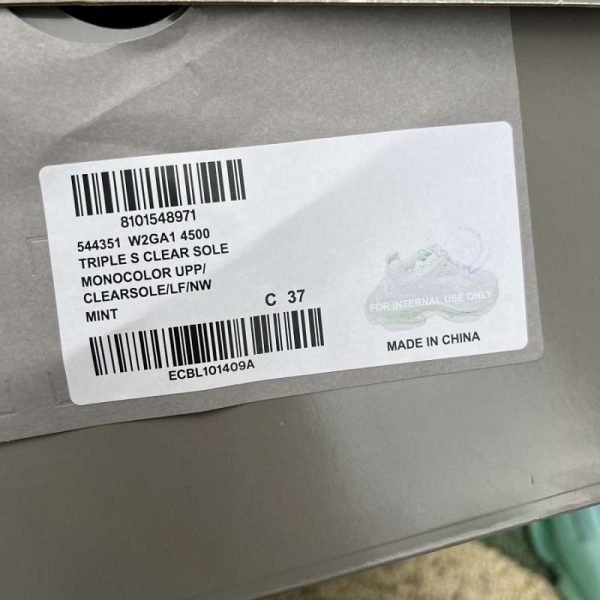 8101548971
544351 W2GA1 4500
TRIPLE S CLEAR SOLE
MONOCOLOR UPP/
CLEARSOLE/LF/NW
MINT
C 37
ECBL101409A
FOR INTERNAL USE ONLY
MADE IN CHINA